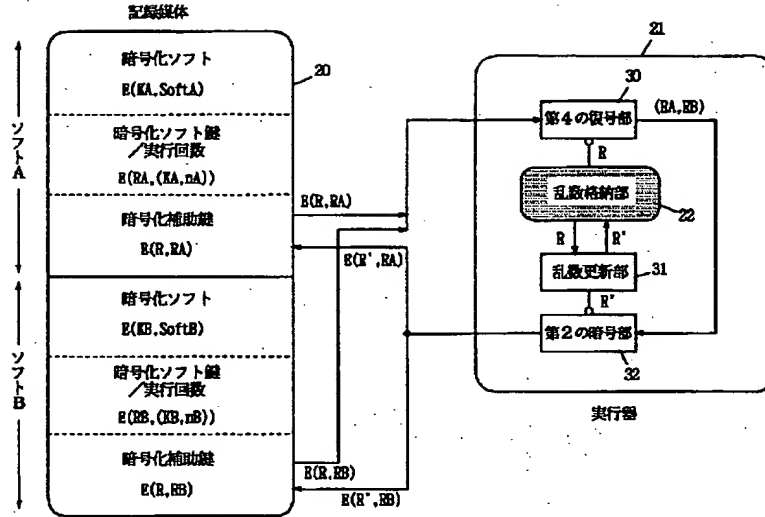 記録媒体
20
ソフトA
暗号化ソフト
E(KA,SoftA)
暗号化ソフト鍵
/実行回数
E(RA,(KA,nA))
暗号化補助鍵
E(R,RA)
ソフトB
暗号化ソフト
E(KB,SoftB)
暗号化ソフト鍵
/実行回数
E(RB,(KB,nB))
暗号化補助鍵
E(R,RB)
E(R,RA)
E(R',RA)
E(R,RB)
E(R',RB)
21
30
第4の復号部
(RA,RB)
R
乱数格納部
22
R
R'
乱数更新部
31
R'
第2の暗号部
32
実行器